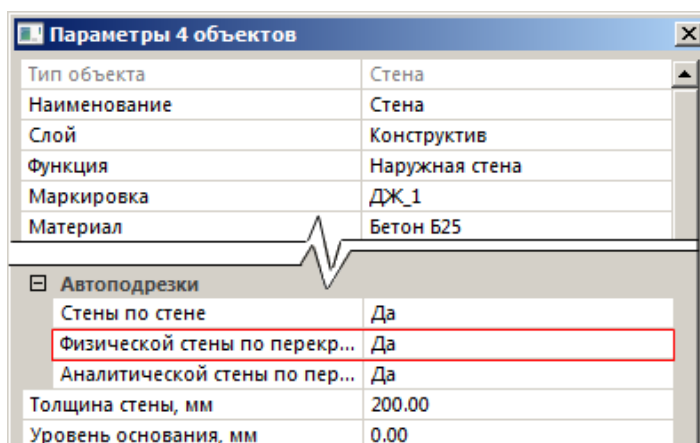 Параметры 4 объектов
Тип объекта Стена
Наименование Стена
Слой Конструктив
Функция Наружная стена
Маркировка ДЖ_1
Материал Бетон Б25
Автоподрезки
Стены по стене Да
Физической стены по перекр... Да
Аналитической стены по пер... Да
Толщина стены, мм 200.00
Уровень основания, мм 0.00